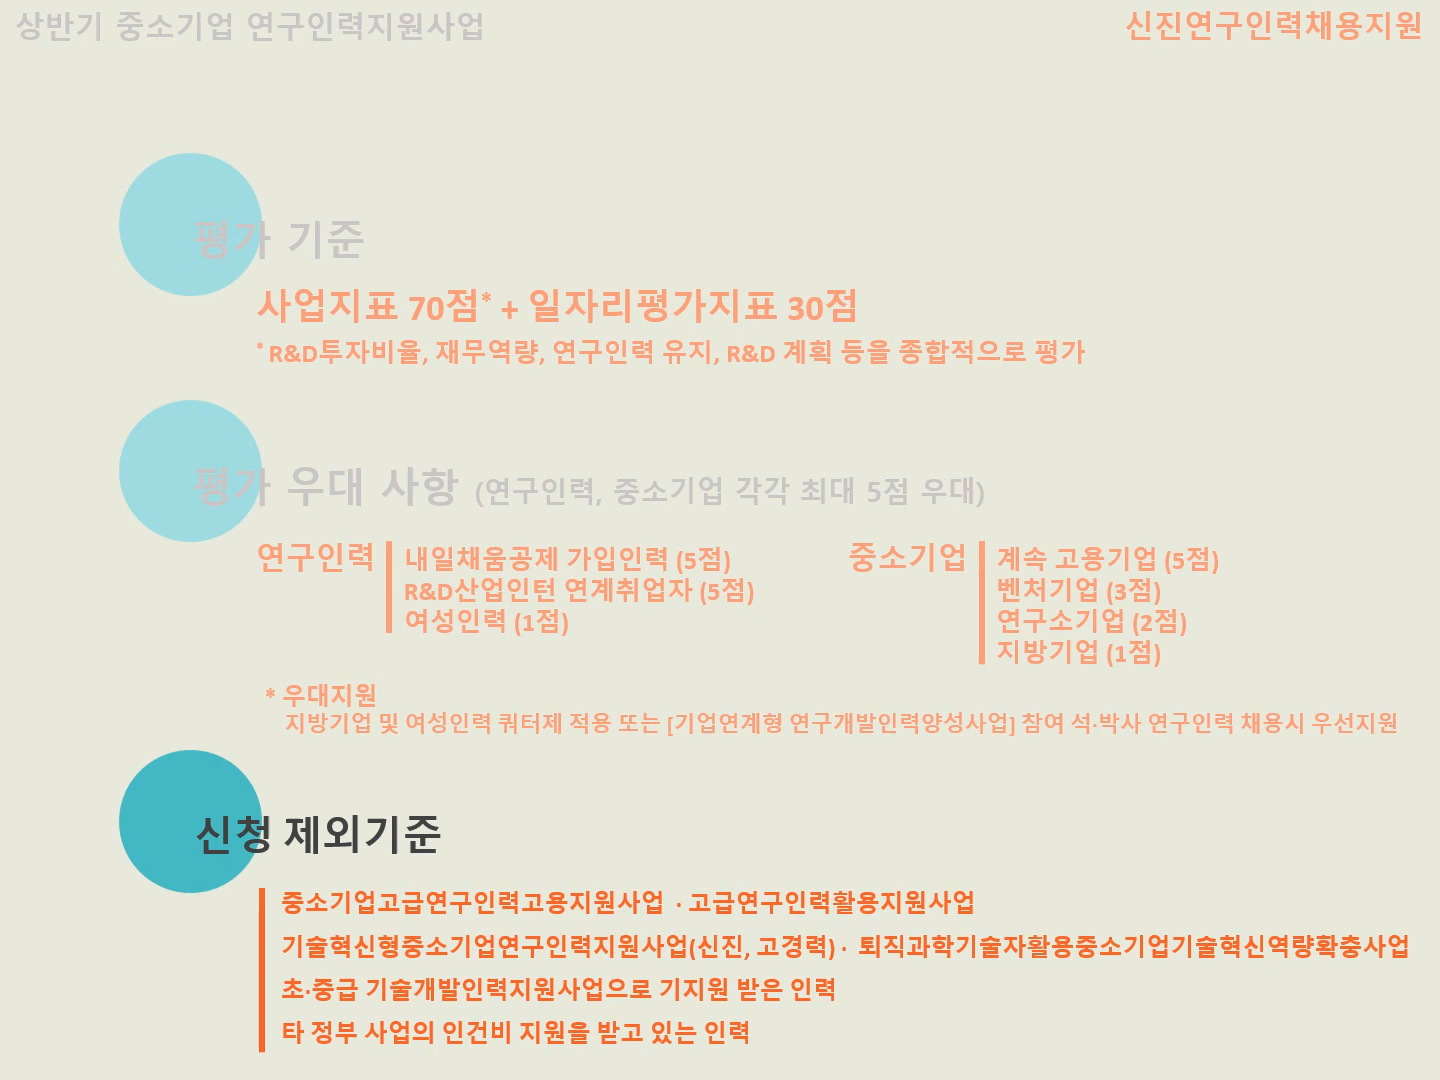 상반기 중소기업 연구인력지원사업
신진연구인력채용지원
평가 기준
사업지표 70점* + 일자리평가지표 30점
* R&D투자비율, 재무역량, 연구인력 유지, R&D 계획 등을 종합적으로 평가
평가 우대 사항 (연구인력, 중소기업 각각 최대 5점 우대)
연구인력
내일채움공제 가입인력 (5점)
R&D산업인턴 연계취업자 (5점)
여성인력 (1점)
중소기업
계속 고용기업 (5점)
벤처기업 (3점)
연구소기업 (2점)
지방기업 (1점)
* 우대지원
지방기업 및 여성인력 쿼터제 적용 또는 [기업연계형 연구개발인력양성사업] 참여 석·박사 연구인력 채용시 우선지원
신청 제외기준
중소기업고급연구인력고용지원사업 · 고급연구인력활용지원사업
기술혁신형중소기업연구인력지원사업(신진, 고경력) · 퇴직과학기술자활용중소기업기술혁신역량확충사업
초·중급 기술개발인력지원사업으로 기지원 받은 인력
타 정부 사업의 인건비 지원을 받고 있는 인력